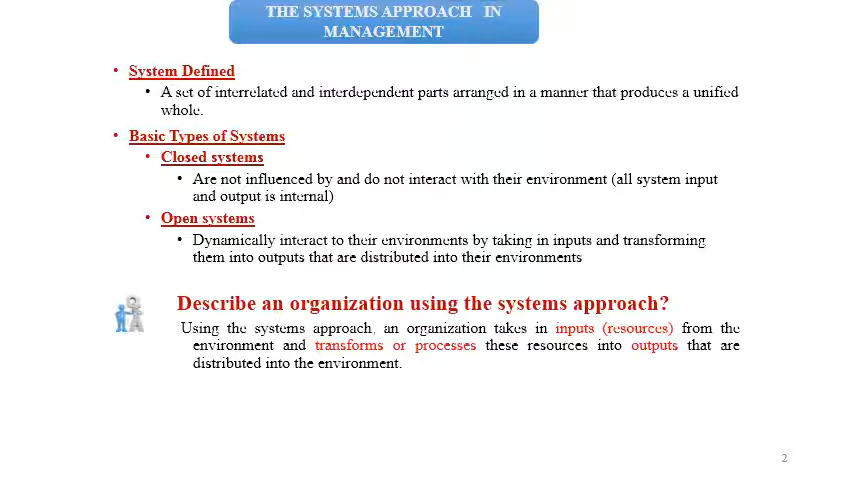 THE SYSTEMS APPROACH IN
MANAGEMENT
• System Defined
• A set of interrelated and interdependent parts arranged in a manner that produces a unified
whole.
• Basic Types of Systems
• Closed systems
• Are not influenced by and do not interact with their environment (all system input
and output is internal)
• Open systems
• Dynamically interact to their environments by taking in inputs and transforming
them into outputs that are distributed into their environments
Describe an organization using the systems approach?
Using the systems approach, an organization takes in inputs (resources) from the
environment and transforms or processes these resources into outputs that are
distributed into the environment.
2